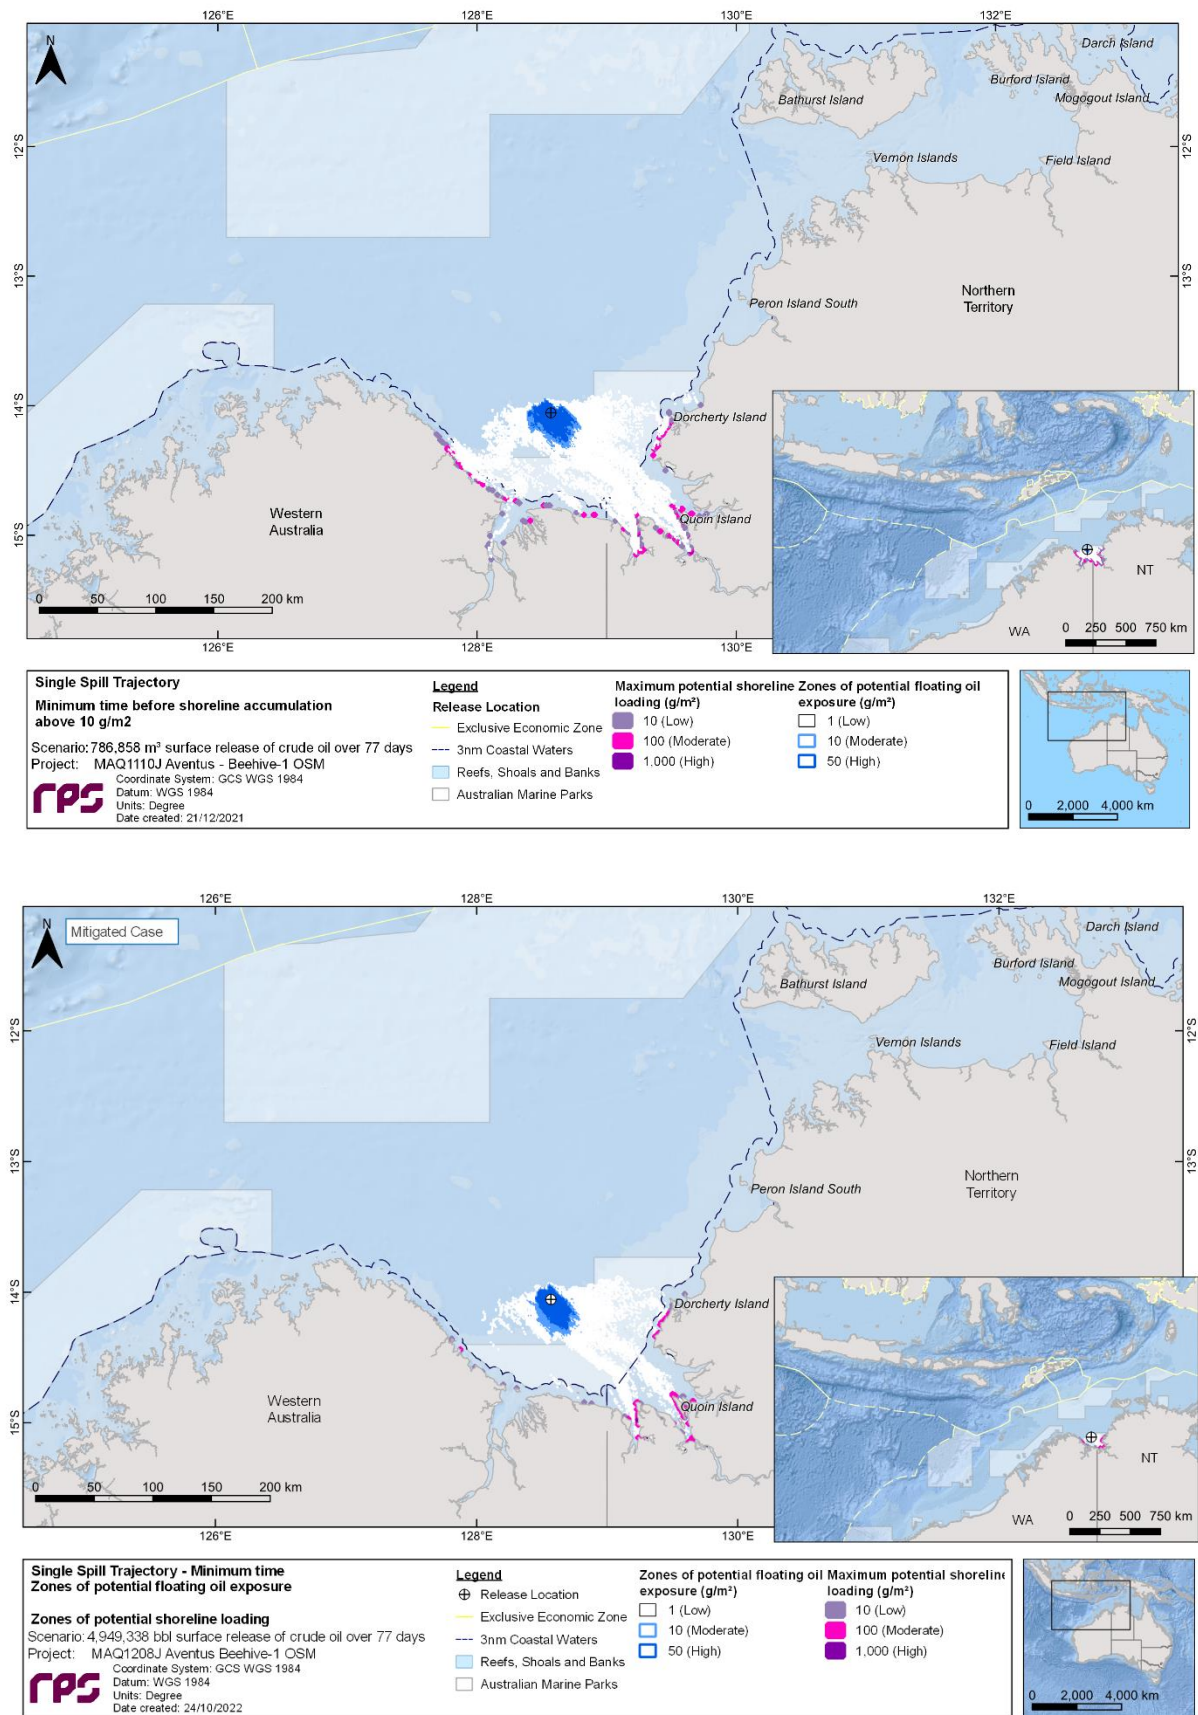 126°E
128°E
130°E
132°E
N
Darch Island
Burford Island
Bathurst Island
Mogogout Island
12°S
12°S
Vernon Islands
Field Island
13°S
13°S
Northern
Territory
Peron Island South
14°S
Dorcherty Island
Western
Australia
15°S
Quoin Island
NT
WA
0 50 100 150 200 km
0 250 500 750 km
126°E
128°E
130°E
Single Spill Trajectory
Minimum time before shoreline accumulation
above 10 g/m2
Scenario: 786,858 m³ surface release of crude oil over 77 days
Project: MAQ1110J Aventus - Beehive-1 OSM
rps
Coordinate System: GCS WGS 1984
Datum: WGS 1984
Units: Degree
Date created: 21/12/2021
Legend
Release Location
Exclusive Economic Zone
3nm Coastal Waters
Reefs, Shoals and Banks
Australian Marine Parks
Maximum potential shoreline
loading (g/m²)
10 (Low)
100 (Moderate)
1,000 (High)
Zones of potential floating oil
exposure (g/m²)
1 (Low)
10 (Moderate)
50 (High)
0 2,000 4,000 km
126°E
128°E
130°E
132°E
N
Mitigated Case
Darch Island
Burford Island
Bathurst Island
Mogogout Island
12°S
12°S
Vernon Islands
Field Island
13°S
13°S
Northern
Territory
Peron Island South
14°S
Dorcherty Island
Western
Australia
15°S
Quoin Island
NT
WA
0 50 100 150 200 km
0 250 500 750 km
126°E
128°E
130°E
Single Spill Trajectory - Minimum time
Zones of potential floating oil exposure
Zones of potential shoreline loading
Scenario: 4,949,338 bbl surface release of crude oil over 77 days
Project: MAQ1208J Aventus Beehive-1 OSM
rps
Coordinate System: GCS WGS 1984
Datum: WGS 1984
Units: Degree
Date created: 24/10/2022
Legend
Release Location
Exclusive Economic Zone
3nm Coastal Waters
Reefs, Shoals and Banks
Australian Marine Parks
Zones of potential floating oil
exposure (g/m²)
1 (Low)
10 (Moderate)
50 (High)
Maximum potential shoreline
loading (g/m²)
10 (Low)
100 (Moderate)
1,000 (High)
0 2,000 4,000 km